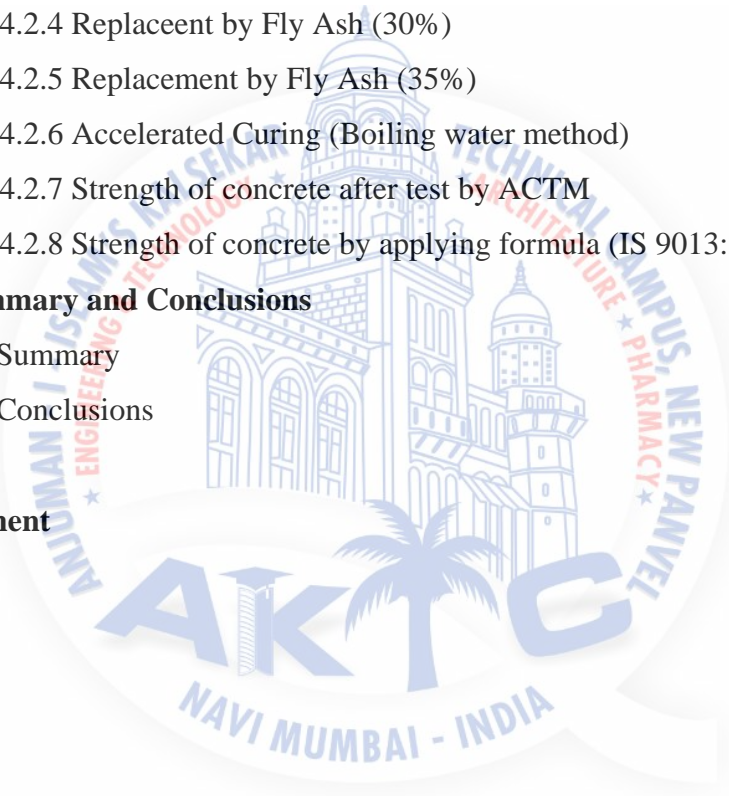 4.2.4 Replaceent by Fly Ash (30%)
4.2.5 Replacement by Fly Ash (35%)
4.2.6 Accelerated Curing (Boiling water method)
4.2.7 Strength of concrete after test by ACTM
4.2.8 Strength of concrete by applying formula (IS 9013:
mmary and Conclusions
Summary
Conclusions
ment
ANJUMAN - I - ISLAM'S KALSEKAR TECHNICAL CAMPUS, NEW PANVEL
★ ENGINEERING & TECHNOLOGY ★ ★ ARCHITECTURE ★ PHARMACY ★
AKTC
NAVI MUMBAI - INDIA